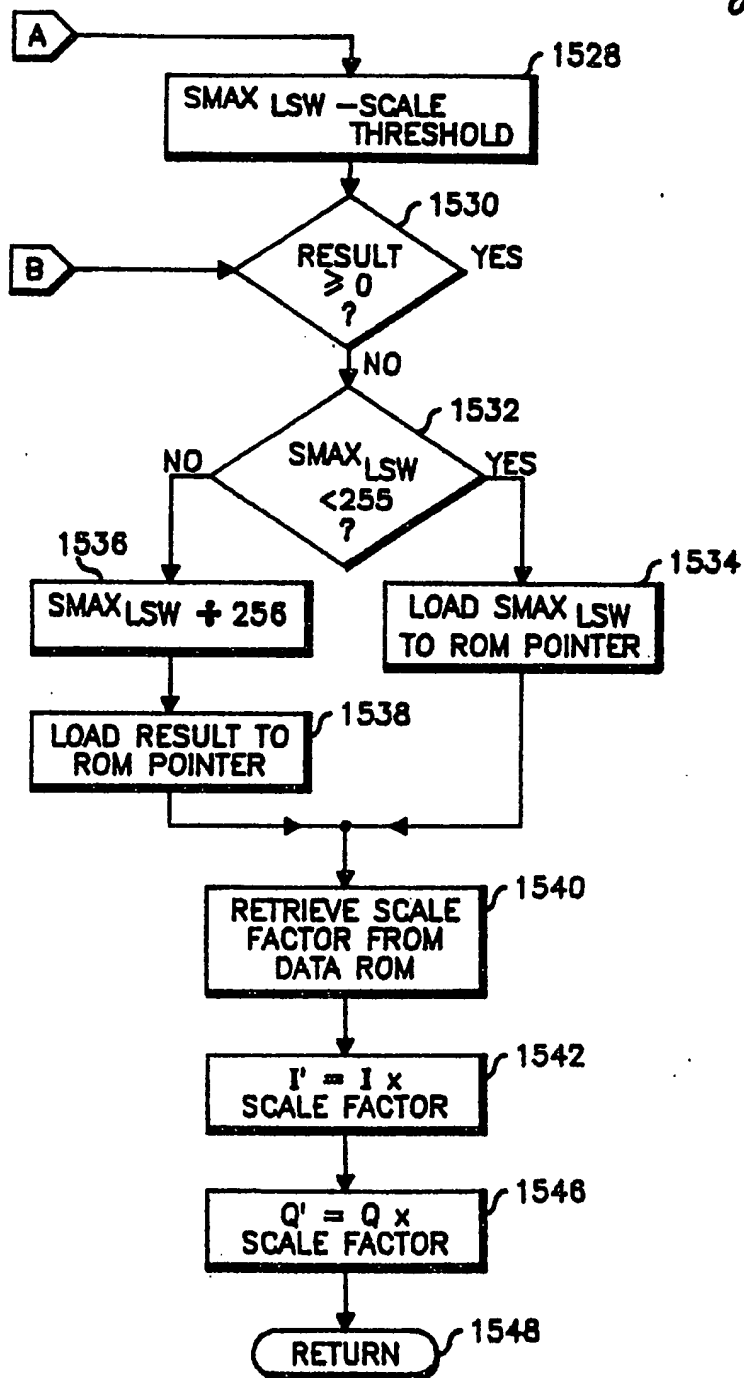 A
1528
SMAX LSW -SCALE
THRESHOLD
1530
B
RESULT
≥ 0
?
YES
NO
1532
NO
SMAX LSW
<255
?
YES
1536
1534
SMAX LSW ÷ 256
LOAD SMAX LSW
TO ROM POINTER
1538
LOAD RESULT TO
ROM POINTER
1540
RETRIEVE SCALE
FACTOR FROM
DATA ROM
1542
I' = I x
SCALE FACTOR
1546
Q' = Q x
SCALE FACTOR
1548
RETURN